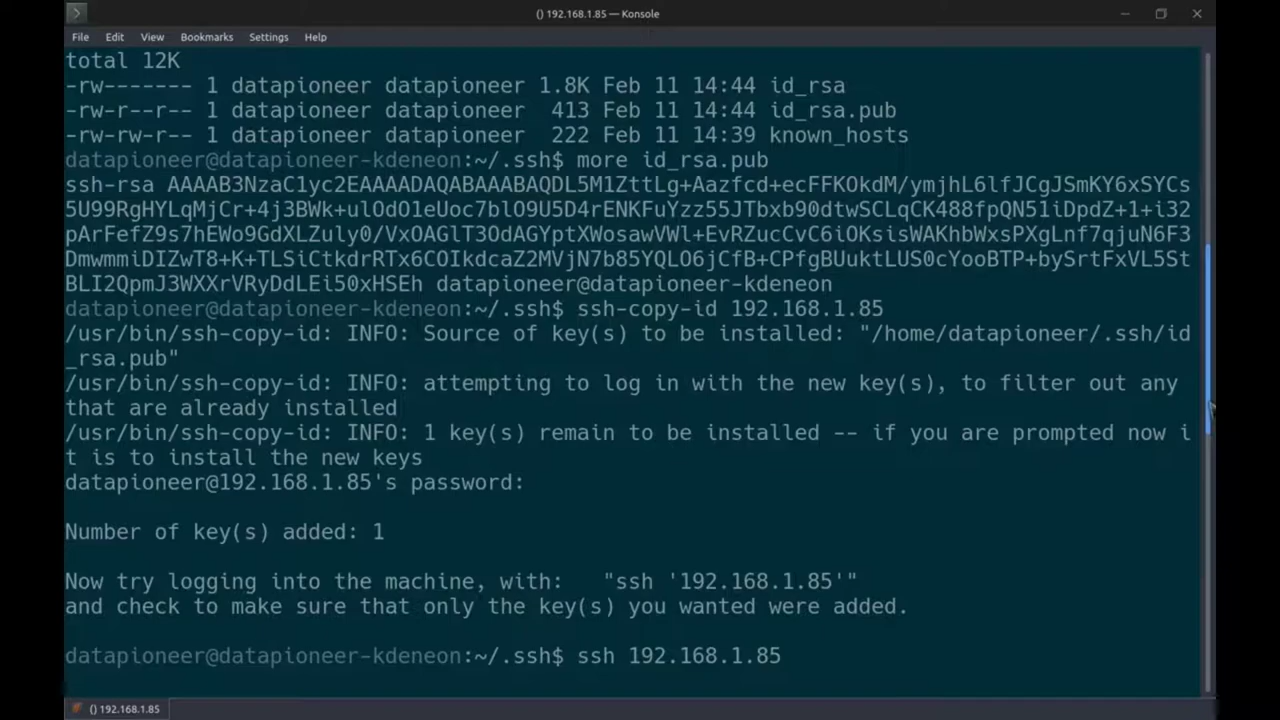 () 192.168.1.85 — Konsole
File Edit View Bookmarks Settings Help
total 12K
-rw------- 1 datapioneer datapioneer 1.8K Feb 11 14:44 id_rsa
-rw-r--r-- 1 datapioneer datapioneer  413 Feb 11 14:44 id_rsa.pub
-rw-rw-r-- 1 datapioneer datapioneer  222 Feb 11 14:39 known_hosts
datapioneer@datapioneer-kdeneon:~/.ssh$ more id_rsa.pub
ssh-rsa AAAAB3NzaC1yc2EAAAADAQABAAABAQDL5M1ZttLg+Aazfcd+ecFFKOkdM/ymjhL6lfJCgJSmKY6xSYCs
5U99RgHYLqMjCr+4j3BWk+ulOdO1eUoc7blO9U5D4rENKFuYzz55JTbxb90dtwSCLqCK488fpQN51iDpdZ+1+i32
pArFefZ9s7hEWo9GdXLZuly0/VxOAGlT3OdAGYptXWosawVWl+EvRZucCvC6iOKsisWAKhbWxsPXgLnf7qjuN6F3
DmwmmiDIZwT8+K+TLSiCtkdrRTx6COIkdcaZ2MVjN7b85YQLO6jCfB+CPfgBUuktLUS0cYooBTP+bySrtFxVL5St
BLI2QpmJ3WXXrVRyDdLEi50xHSEh datapioneer@datapioneer-kdeneon
datapioneer@datapioneer-kdeneon:~/.ssh$ ssh-copy-id 192.168.1.85
/usr/bin/ssh-copy-id: INFO: Source of key(s) to be installed: "/home/datapioneer/.ssh/id
_rsa.pub"
/usr/bin/ssh-copy-id: INFO: attempting to log in with the new key(s), to filter out any
that are already installed
/usr/bin/ssh-copy-id: INFO: 1 key(s) remain to be installed -- if you are prompted now i
t is to install the new keys
datapioneer@192.168.1.85's password:
Number of key(s) added: 1
Now try logging into the machine, with:   "ssh '192.168.1.85'"
and check to make sure that only the key(s) you wanted were added.
datapioneer@datapioneer-kdeneon:~/.ssh$ ssh 192.168.1.85
() 192.168.1.85